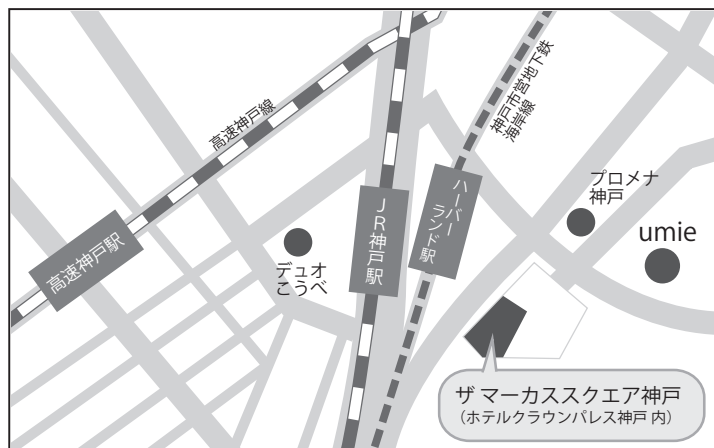 高速神戸線
神戸市営地下鉄
海岸線
プロメナ
神戸
umie
ハーバー
ランド駅
JR神戸駅
デュオ
こうべ
高速神戸駅
ザ マーカススクエア神戸
（ホテルクラウンパレス神戸 内）